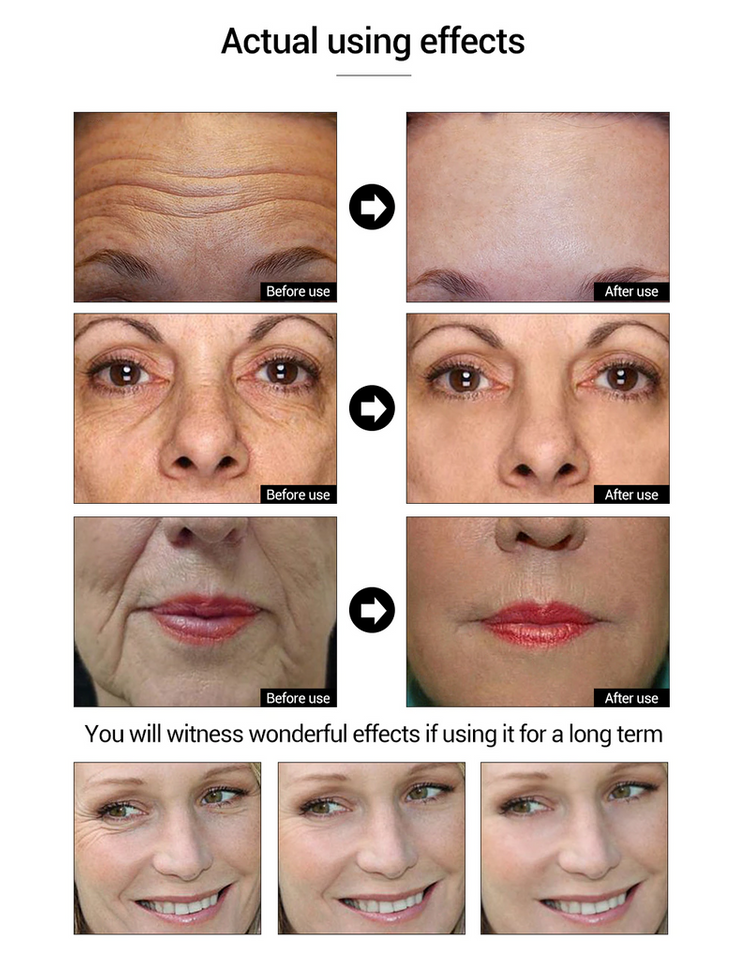 Actual using effects
Before use
After use
Before use
After use
Before use
After use
You will witness wonderful effects if using it for a long term